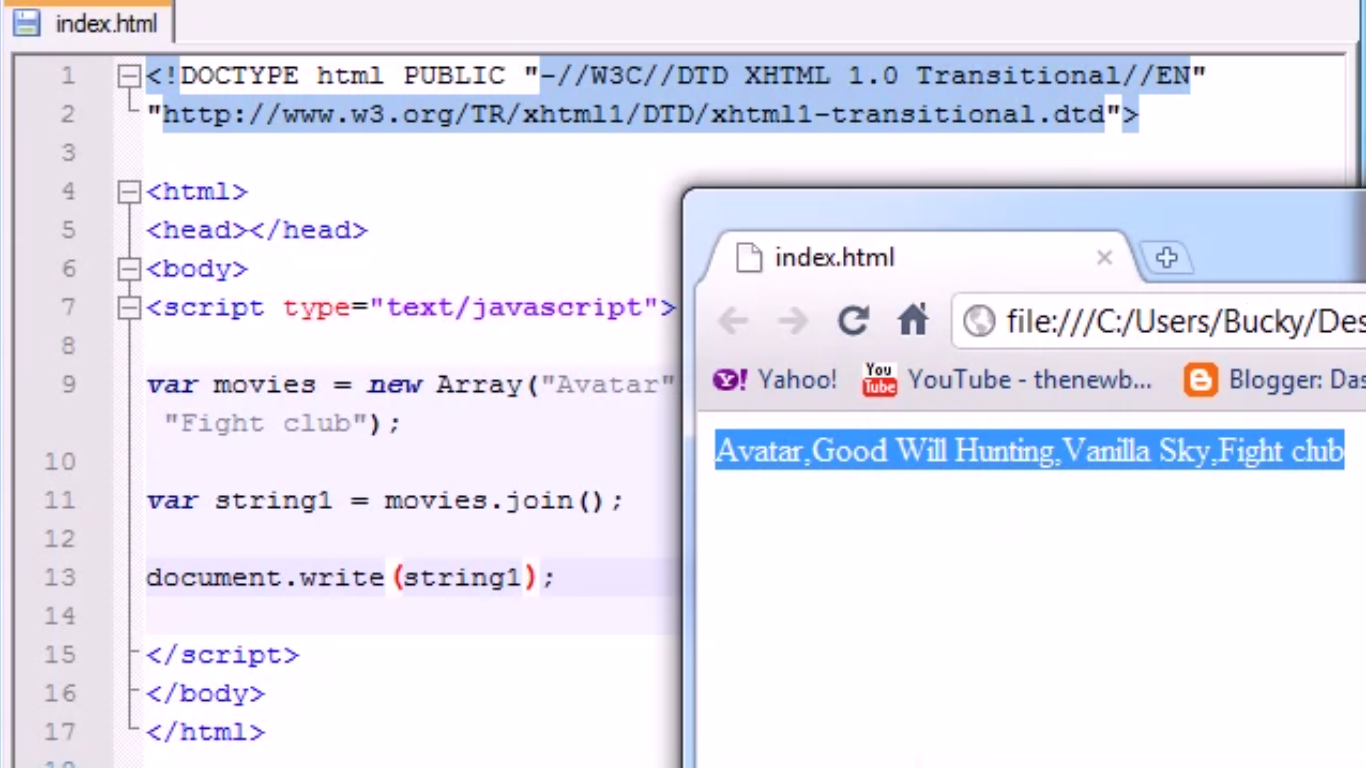 index.html
1 <!DOCTYPE html PUBLIC "-//W3C//DTD XHTML 1.0 Transitional//EN"
2 "http://www.w3.org/TR/xhtml1/DTD/xhtml1-transitional.dtd">
3
4 <html>
5 <head></head>
6 <body>
7 <script type="text/javascript">
8
9 var movies = new Array("Avatar"
"Fight club");
10
11 var string1 = movies.join();
12
13 document.write(string1);
14
15 </script>
16 </body>
17 </html>
index.html
file:///C:/Users/Bucky/Des
Yahoo! You Tube YouTube - thenewb... Blogger: Das
Avatar,Good Will Hunting,Vanilla Sky,Fight club